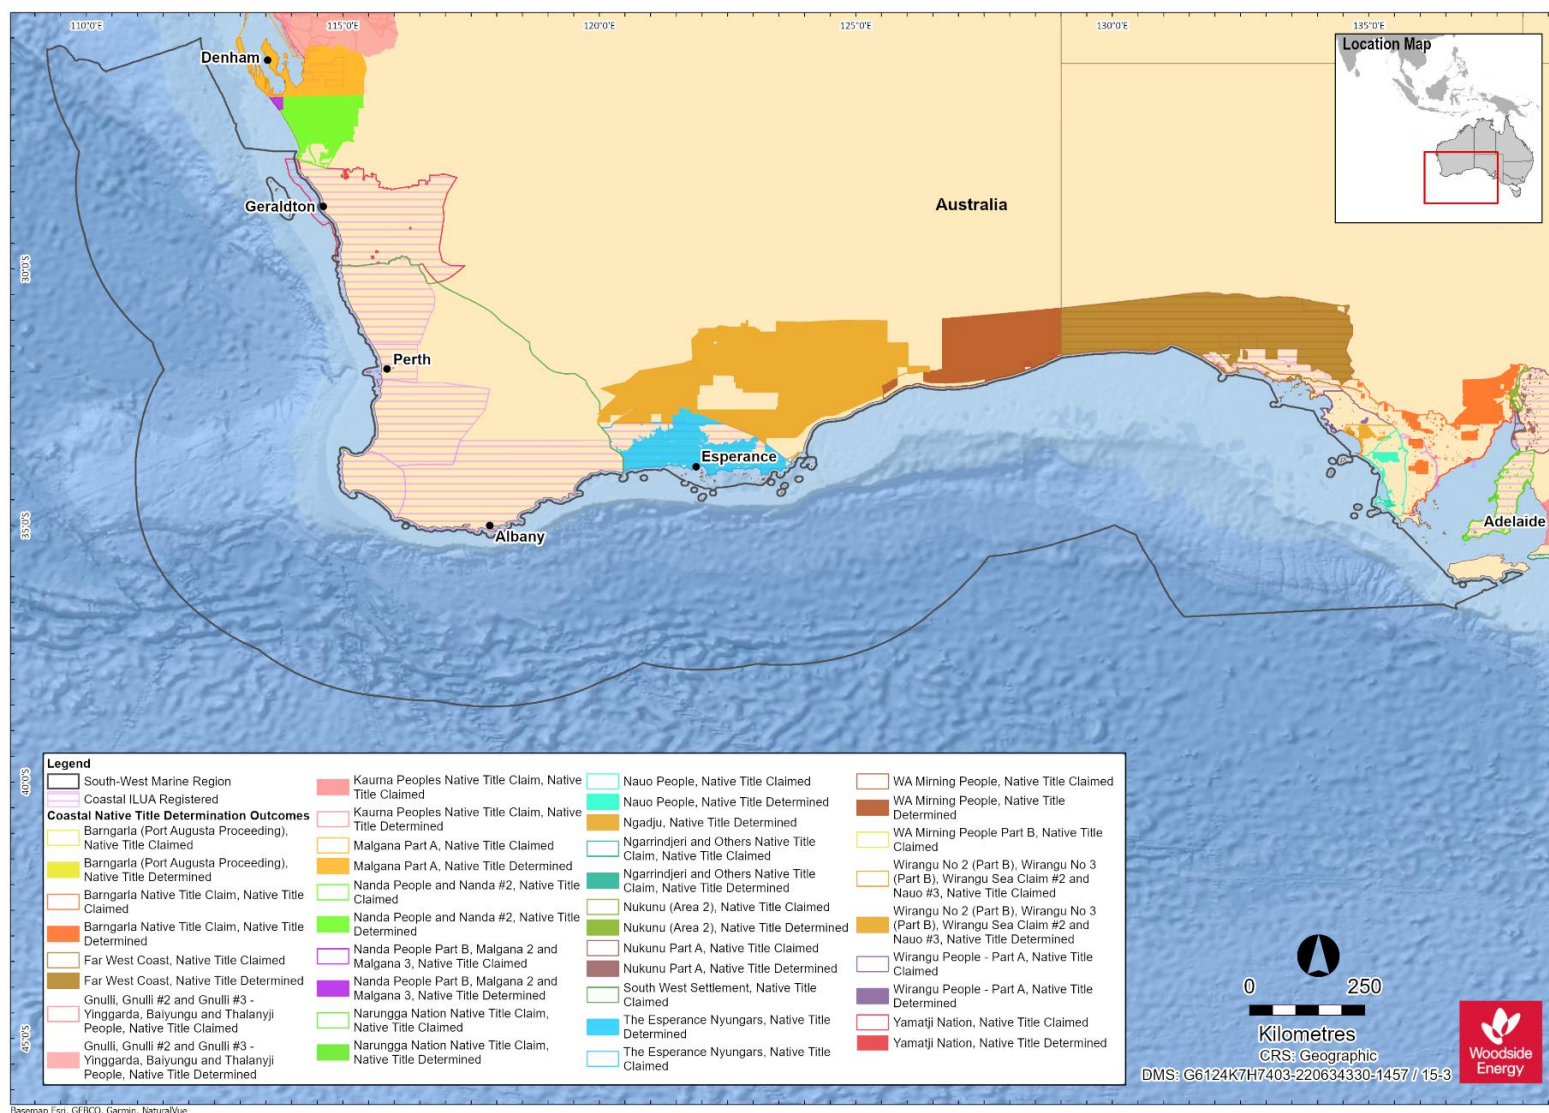 110°0'E
115°0'E
120°0'E
125°0'E
130°0'E
135°0'E
Location Map
Denham
Geraldton
Australia
30°0'S
Perth
Esperance
Albany
35°0'S
Adelaide
40°0'S
45°0'S
Legend
South-West Marine Region
Coastal ILUA Registered
Coastal Native Title Determination Outcomes
Barngarla (Port Augusta Proceeding),
Native Title Claimed
Barngarla (Port Augusta Proceeding),
Native Title Determined
Barngarla Native Title Claim, Native Title
Claimed
Barngarla Native Title Claim, Native Title
Determined
Far West Coast, Native Title Claimed
Far West Coast, Native Title Determined
Gnulli, Gnulli #2 and Gnulli #3 -
Yinggarda, Baiyungu and Thalanyji
People, Native Title Claimed
Gnulli, Gnulli #2 and Gnulli #3 -
Yinggarda, Baiyungu and Thalanyji
People, Native Title Determined
Kaurna Peoples Native Title Claim, Native
Title Claimed
Kaurna Peoples Native Title Claim, Native
Title Determined
Malgana Part A, Native Title Claimed
Malgana Part A, Native Title Determined
Nanda People and Nanda #2, Native Title
Claimed
Nanda People and Nanda #2, Native Title
Determined
Nanda People Part B, Malgana 2 and
Malgana 3, Native Title Claimed
Nanda People Part B, Malgana 2 and
Malgana 3, Native Title Determined
Narungga Nation Native Title Claim,
Native Title Claimed
Narungga Nation Native Title Claim,
Native Title Determined
Nauo People, Native Title Claimed
Nauo People, Native Title Determined
Ngadju, Native Title Determined
Ngarrindjeri and Others Native Title
Claim, Native Title Claimed
Ngarrindjeri and Others Native Title
Claim, Native Title Determined
Nukunu (Area 2), Native Title Claimed
Nukunu (Area 2), Native Title Determined
Nukunu Part A, Native Title Claimed
Nukunu Part A, Native Title Determined
South West Settlement, Native Title
Claimed
The Esperance Nyungars, Native Title
Determined
The Esperance Nyungars, Native Title
Claimed
WA Mirning People, Native Title Claimed
WA Mirning People, Native Title
Determined
WA Mirning People Part B, Native Title
Claimed
Wirangu No 2 (Part B), Wirangu No 3
(Part B), Wirangu Sea Claim #2 and
Nauo #3, Native Title Claimed
Wirangu No 2 (Part B), Wirangu No 3
(Part B), Wirangu Sea Claim #2 and
Nauo #3, Native Title Determined
Wirangu People - Part A, Native Title
Claimed
Wirangu People - Part A, Native Title
Determined
Yamatji Nation, Native Title Claimed
Yamatji Nation, Native Title Determined
0 250
Kilometres
CRS: Geographic
DMS: G6124K7H7403-220634330-1457 / 15-3
Woodside
Energy
Basemap Esri, GEBCO, Garmin, NaturalVue